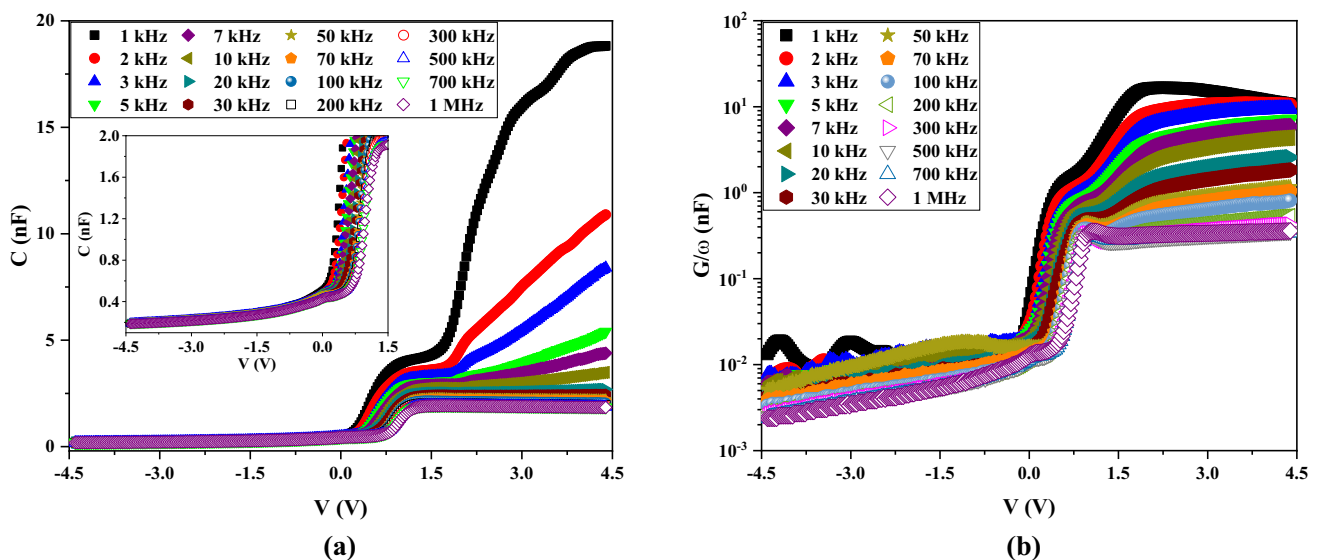 20
15
10
5
0
C (nF)
1 kHz 7 kHz 50 kHz 300 kHz
2 kHz 10 kHz 70 kHz 500 kHz
3 kHz 20 kHz 100 kHz 700 kHz
5 kHz 30 kHz 200 kHz 1 MHz
2.0
1.6
1.2
0.8
0.4
C (nF)
-4.5 -3.0 -1.5 0.0 1.5
V (V)
-4.5 -3.0 -1.5 0.0 1.5 3.0 4.5
V (V)
(a)
10²
10¹
10⁰
10⁻¹
10⁻²
10⁻³
G/ω (nF)
1 kHz 50 kHz
2 kHz 70 kHz
3 kHz 100 kHz
5 kHz 200 kHz
7 kHz 300 kHz
10 kHz 500 kHz
20 kHz 700 kHz
30 kHz 1 MHz
-4.5 -3.0 -1.5 0.0 1.5 3.0 4.5
V (V)
(b)